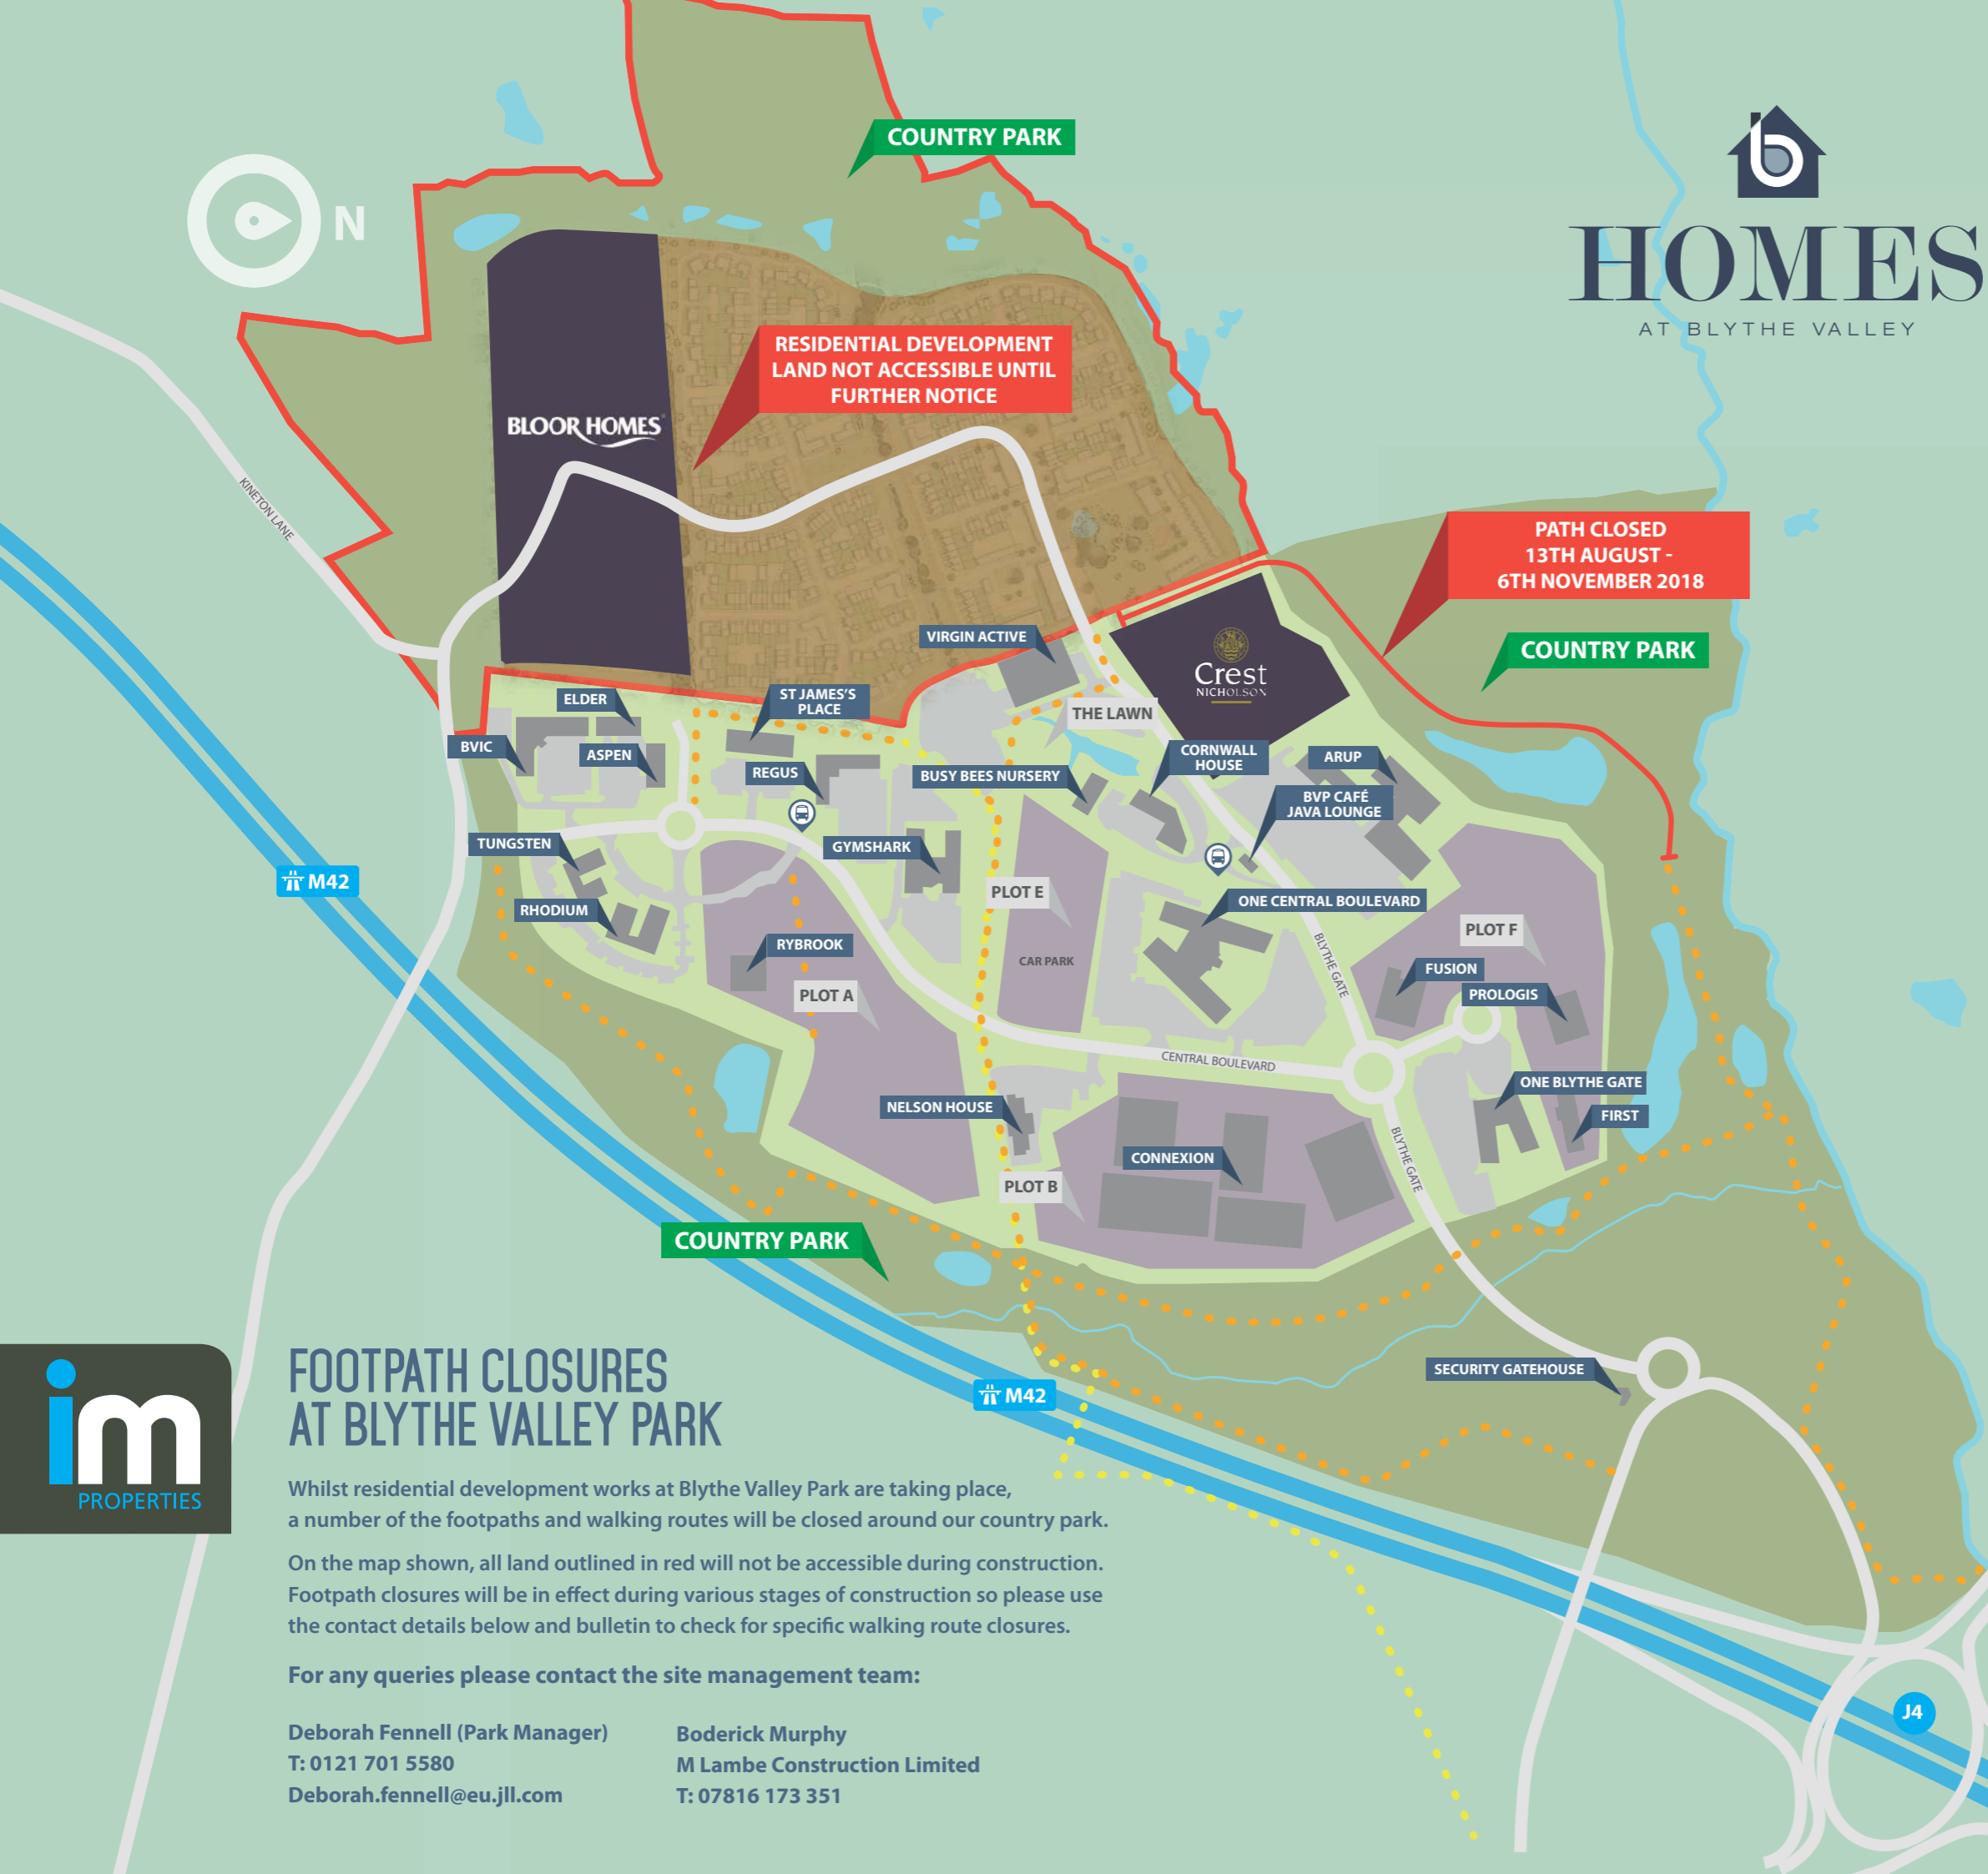 COUNTRY PARK
N
HOMES
AT BLYTHE VALLEY
RESIDENTIAL DEVELOPMENT
LAND NOT ACCESSIBLE UNTIL
FURTHER NOTICE
BLOOR HOMES
KINETON LANE
PATH CLOSED
13TH AUGUST -
6TH NOVEMBER 2018
COUNTRY PARK
VIRGIN ACTIVE
Crest
NICHOLSON
ELDER
ST JAMES'S
PLACE
THE LAWN
BVIC
ASPEN
REGUS
BUSY BEES NURSERY
CORNWALL
HOUSE
ARUP
BVP CAFÉ
JAVA LOUNGE
TUNGSTEN
GYMSHARK
M42
PLOT E
RHODIUM
ONE CENTRAL BOULEVARD
RYBROOK
CAR PARK
BLYTHE GATE
PLOT F
FUSION
PROLOGIS
PLOT A
CENTRAL BOULEVARD
NELSON HOUSE
ONE BLYTHE GATE
FIRST
CONNEXION
BLYTHE GATE
PLOT B
COUNTRY PARK
SECURITY GATEHOUSE
M42
im
PROPERTIES
FOOTPATH CLOSURES
AT BLYTHE VALLEY PARK
Whilst residential development works at Blythe Valley Park are taking place,
a number of the footpaths and walking routes will be closed around our country park.
On the map shown, all land outlined in red will not be accessible during construction.
Footpath closures will be in effect during various stages of construction so please use
the contact details below and bulletin to check for specific walking route closures.
For any queries please contact the site management team:
Deborah Fennell (Park Manager)
T: 0121 701 5580
Deborah.fennell@eu.jll.com
Boderick Murphy
M Lambe Construction Limited
T: 07816 173 351
J4